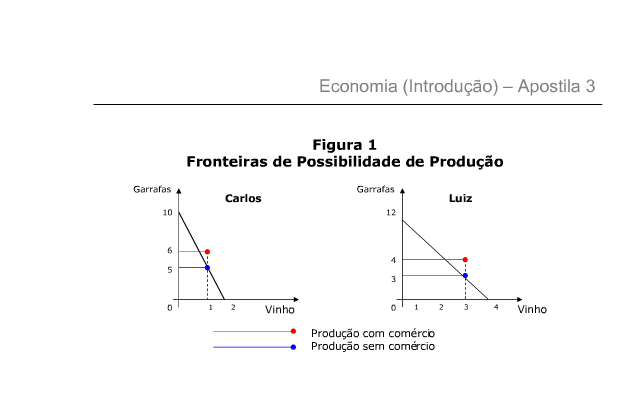 Economia (Introdução) – Apostila 3
Figura 1
Fronteiras de Possibilidade de Produção
Garrafas
Carlos
10
6
5
0
1
2
Vinho
Garrafas
Luiz
12
4
3
0
1
2
3
4
Vinho
Produção com comércio
Produção sem comércio